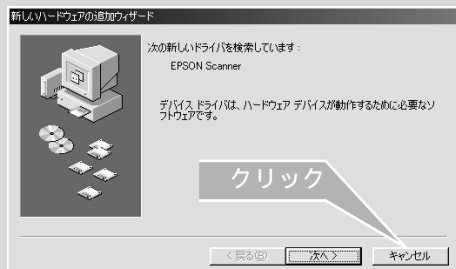 新しいハードウェアの追加ウィザード
次の新しいドライバを検索しています:
EPSON Scanner
デバイス ドライバは、ハードウェア デバイスが動作するために必要なソ
フトウェアです。
クリック
< 戻る(B)
次へ >
キャンセル